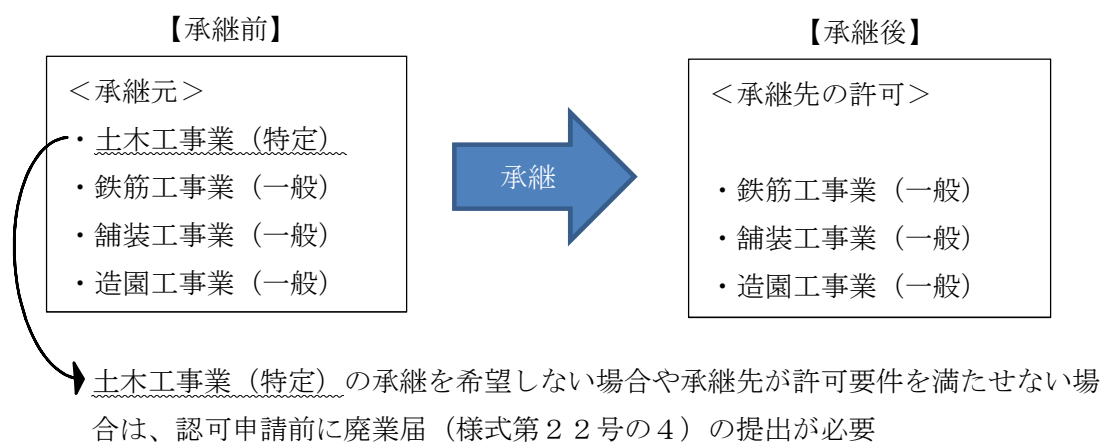 【承継前】
＜承継元＞
・土木工事業（特定）
・鉄筋工事業（一般）
・舗装工事業（一般）
・造園工事業（一般）
承継
【承継後】
＜承継先の許可＞
・鉄筋工事業（一般）
・舗装工事業（一般）
・造園工事業（一般）
土木工事業（特定）の承継を希望しない場合や承継先が許可要件を満たせない場
合は、認可申請前に廃業届（様式第２２号の４）の提出が必要